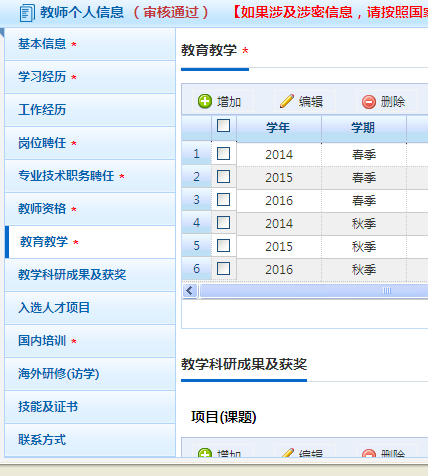 教师个人信息（审核通过）　【如果涉及涉密信息，请按照国家
基本信息 *
学习经历 *
工作经历
岗位聘任 *
专业技术职务聘任 *
教师资格 *
教育教学 *
教学科研成果及获奖
入选人才项目
国内培训 *
海外研修(访学)
技能及证书
联系方式
教育教学 *
增加 编辑 删除
学年 学期
1 2014 春季
2 2015 春季
3 2016 春季
4 2014 秋季
5 2015 秋季
6 2016 秋季
教学科研成果及获奖
项目(课题)
增加 编辑 删除